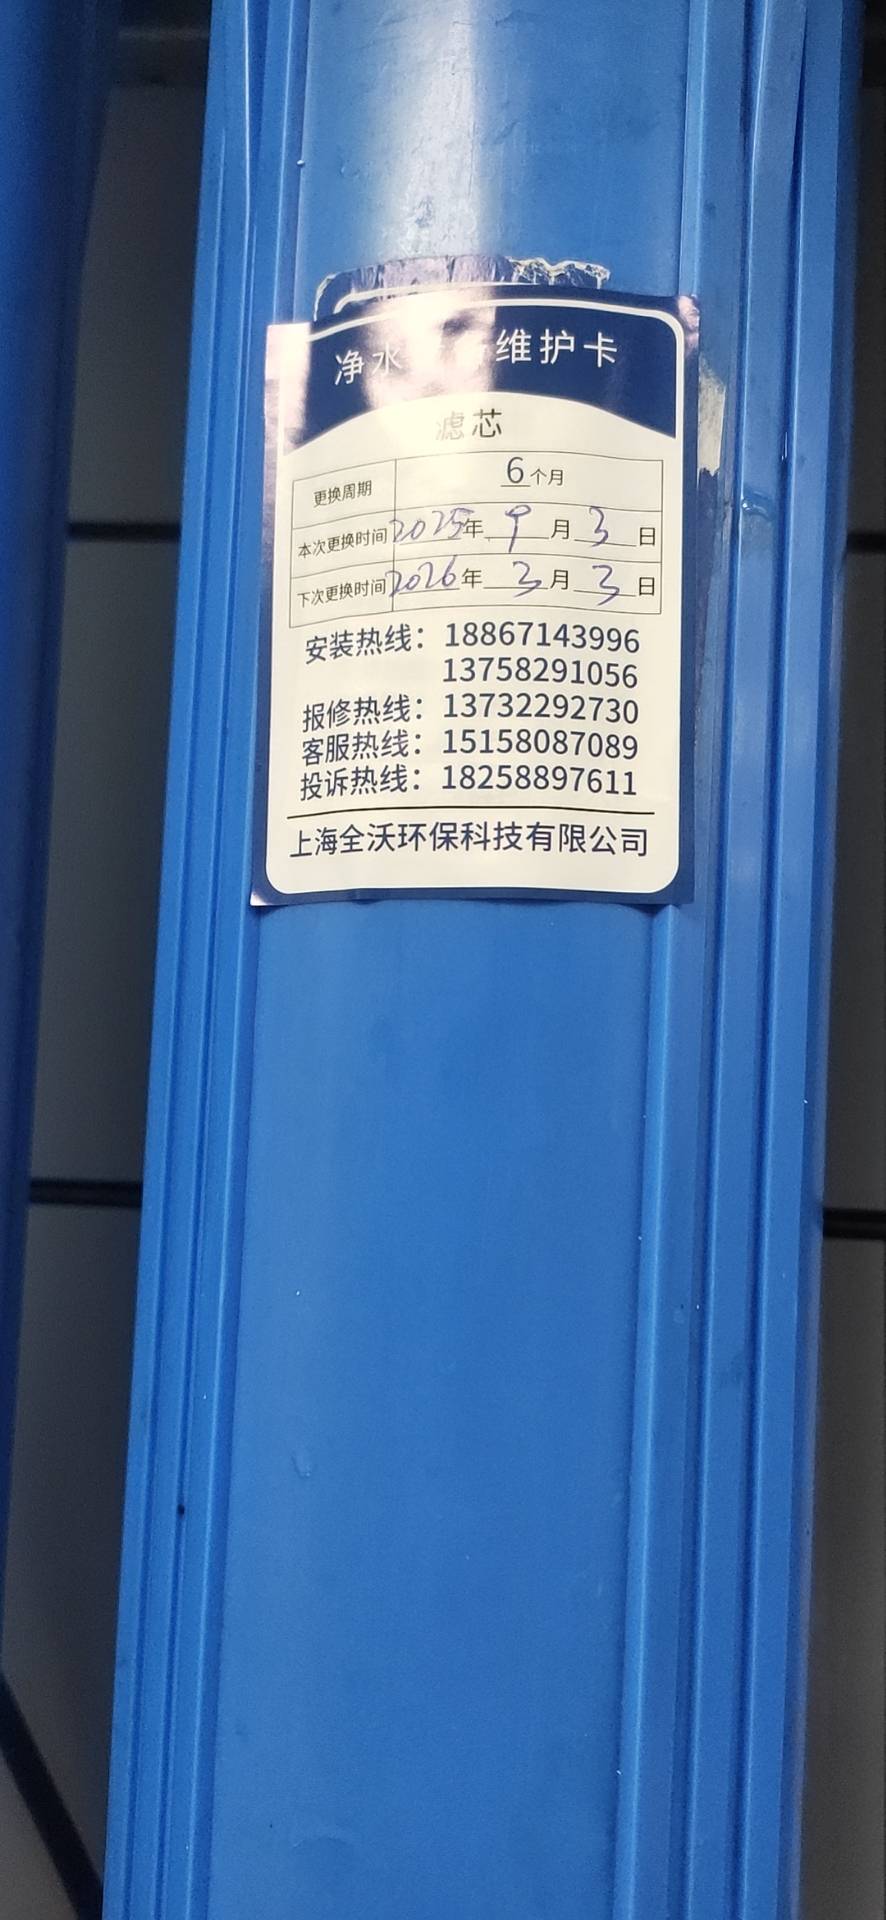 净水 维护卡
滤芯
更换周期 6个月
本次更换时间 2025年 9 月 3 日
下次更换时间 2026年 3 月 3 日
安装热线：18867143996
13758291056
报修热线：13732292730
客服热线：15158087089
投诉热线：18258897611
上海全沃环保科技有限公司